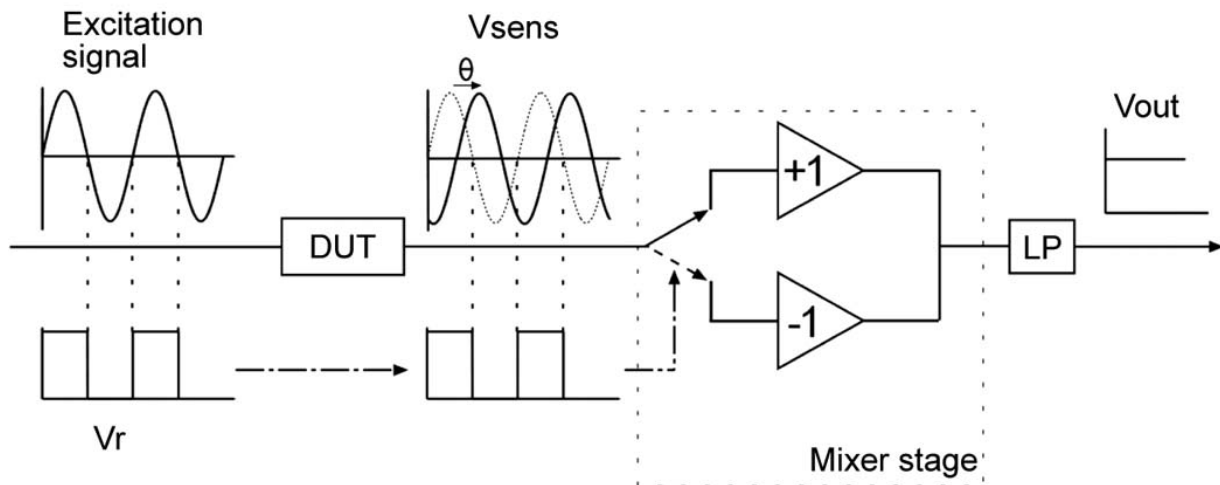 Excitation
signal
Vsens
θ
Vout
+1
DUT
LP
-1
Vr
Mixer stage